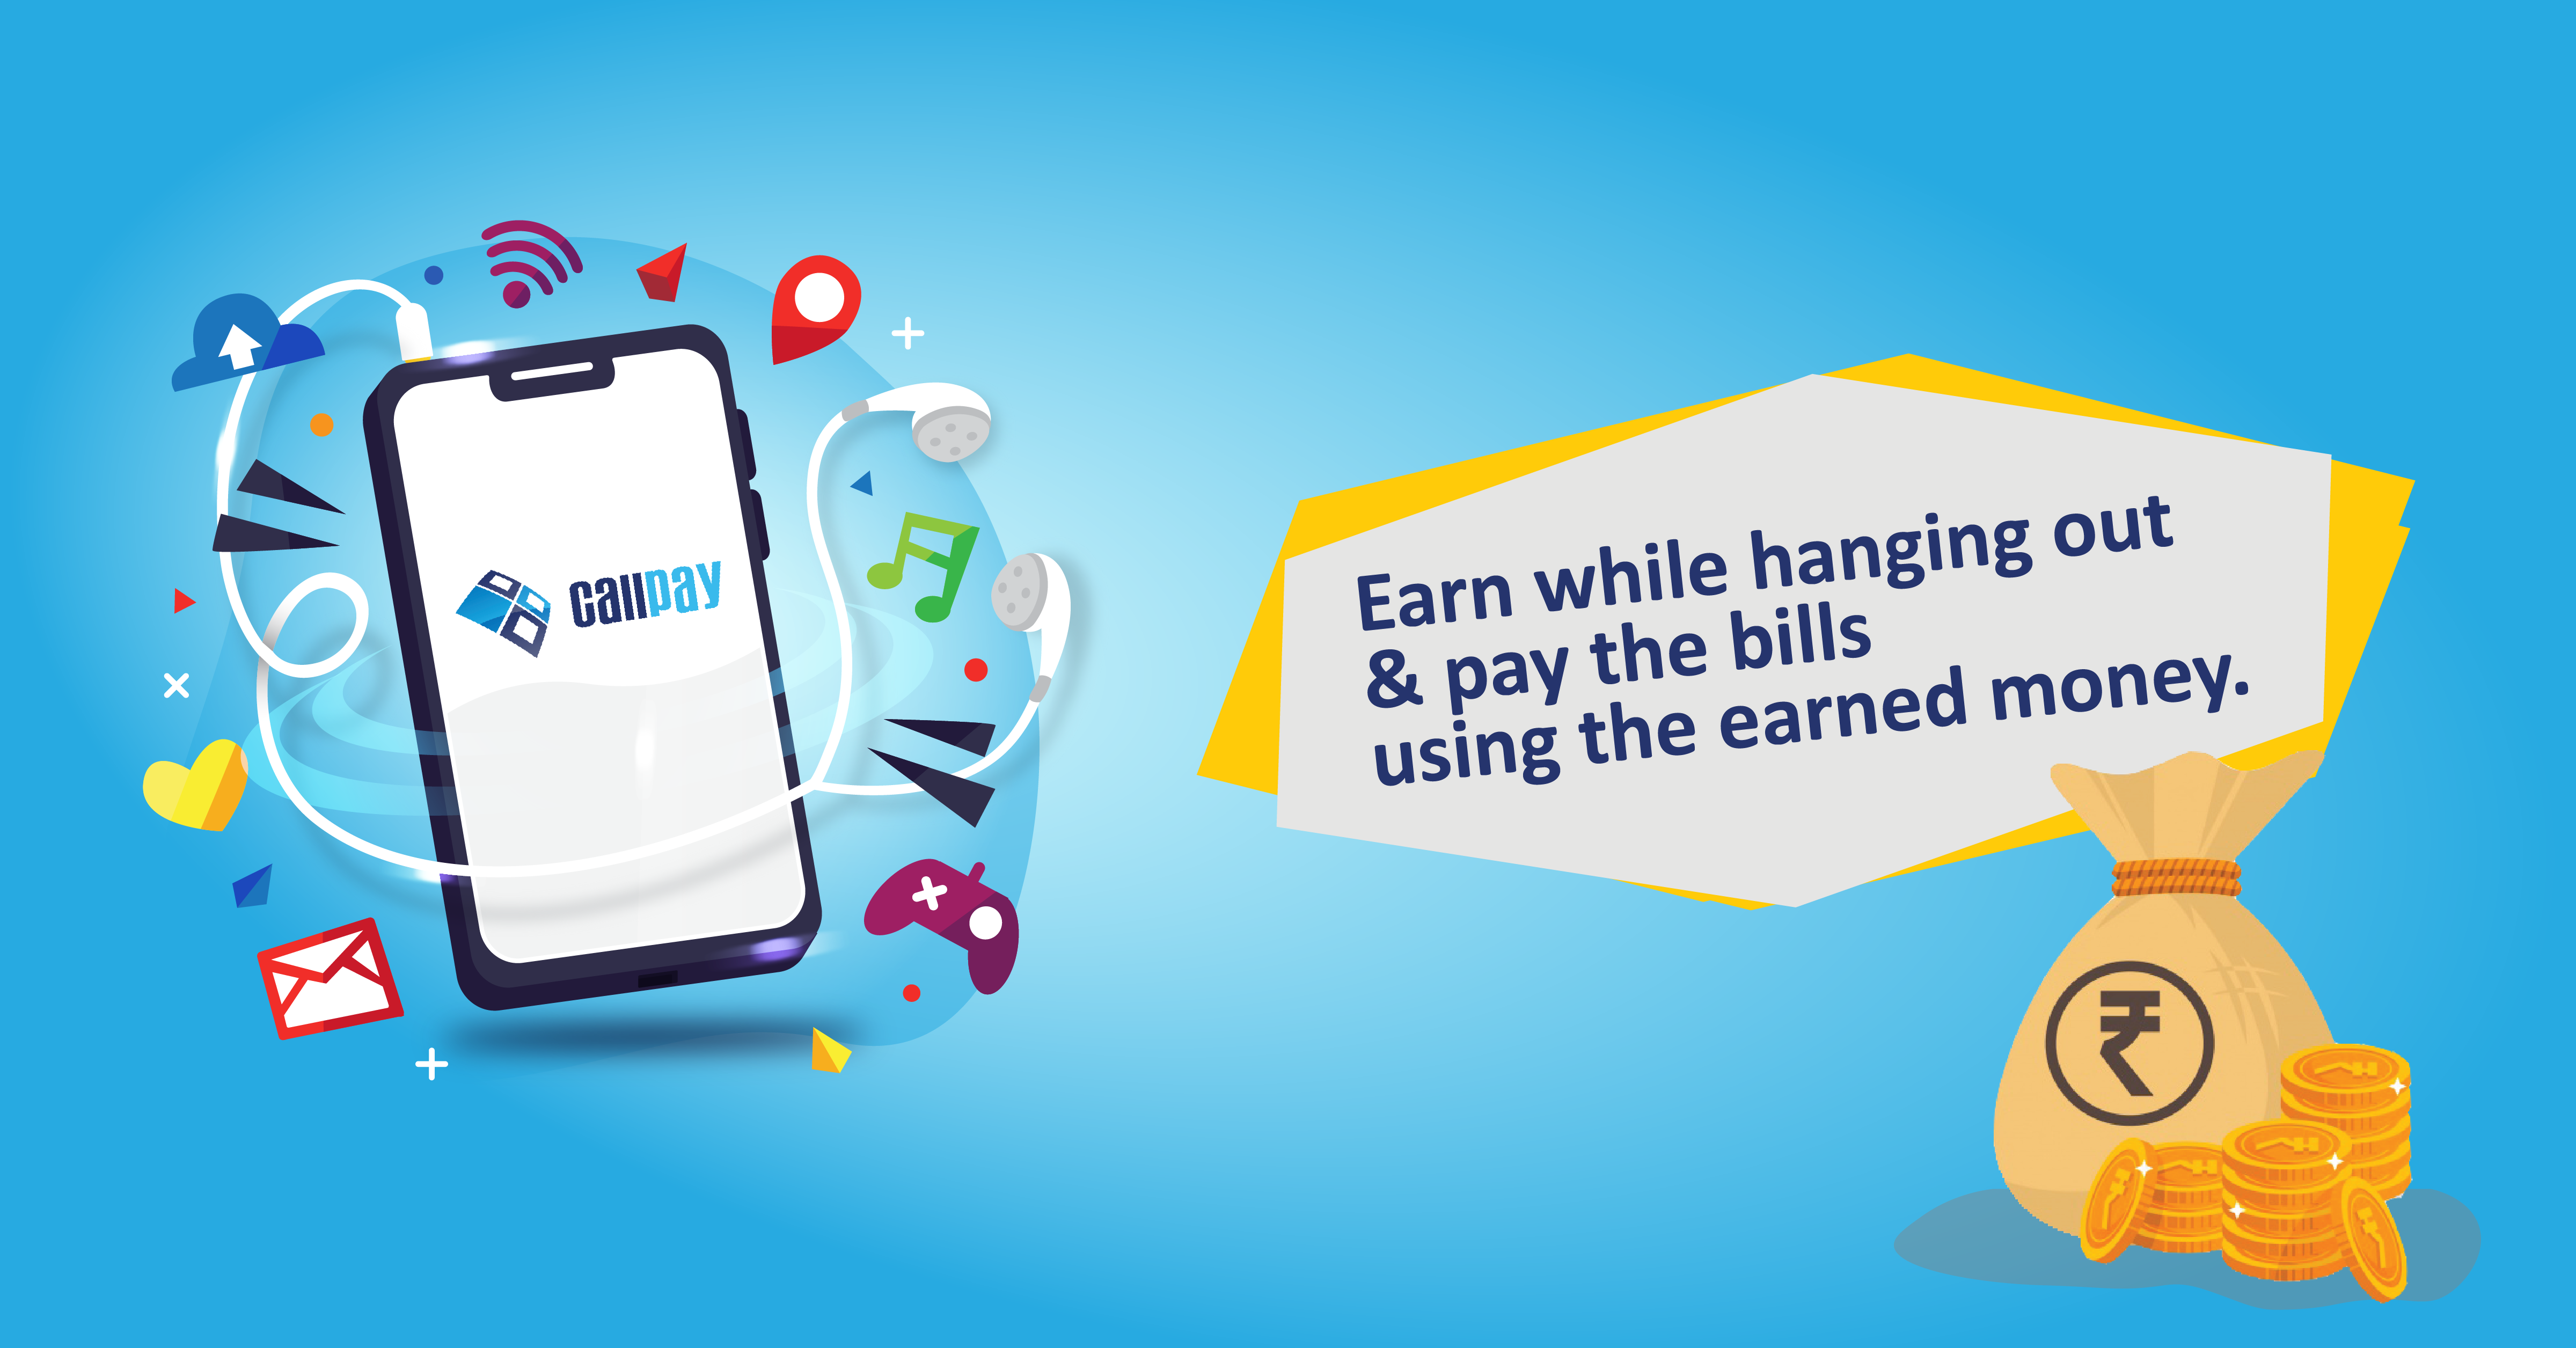 callpay
Earn while hanging out
& pay the bills
using the earned money.
₹